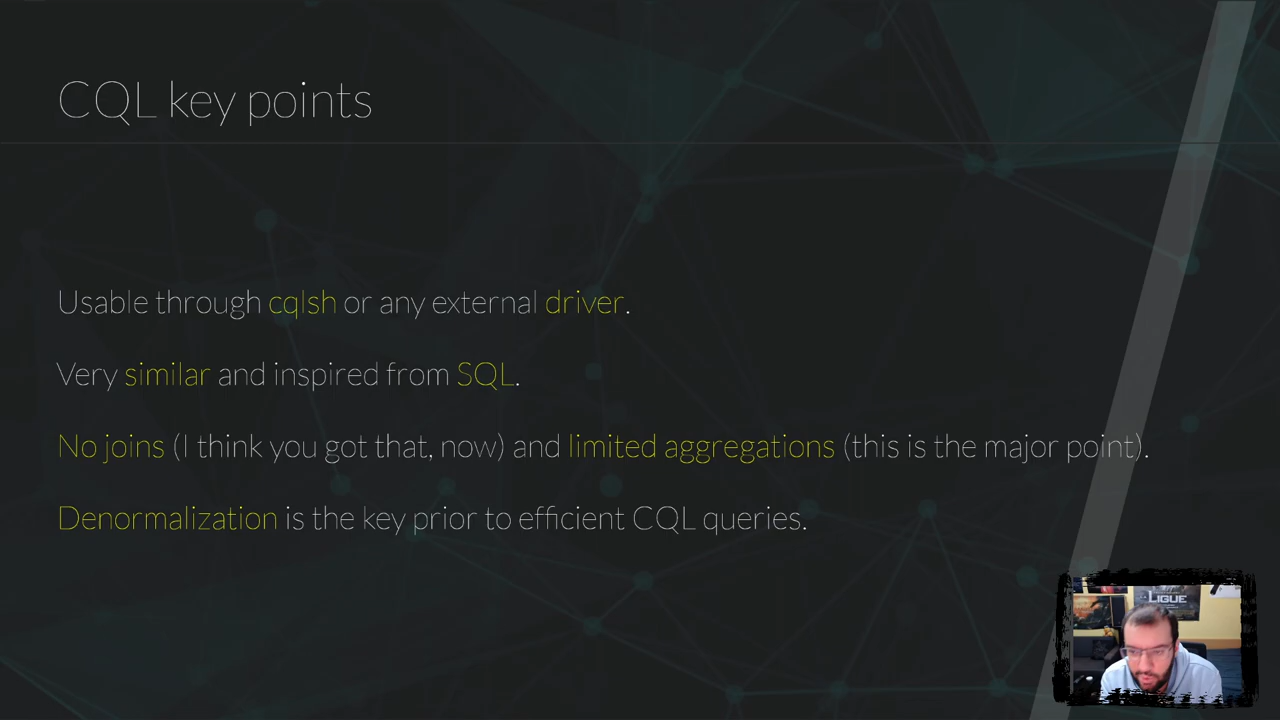 CQL key points
Usable through cqlsh or any external driver.
Very similar and inspired from SQL.
No joins (I think you got that, now) and limited aggregations (this is the major point).
Denormalization is the key prior to efficient CQL queries.
LIGUE